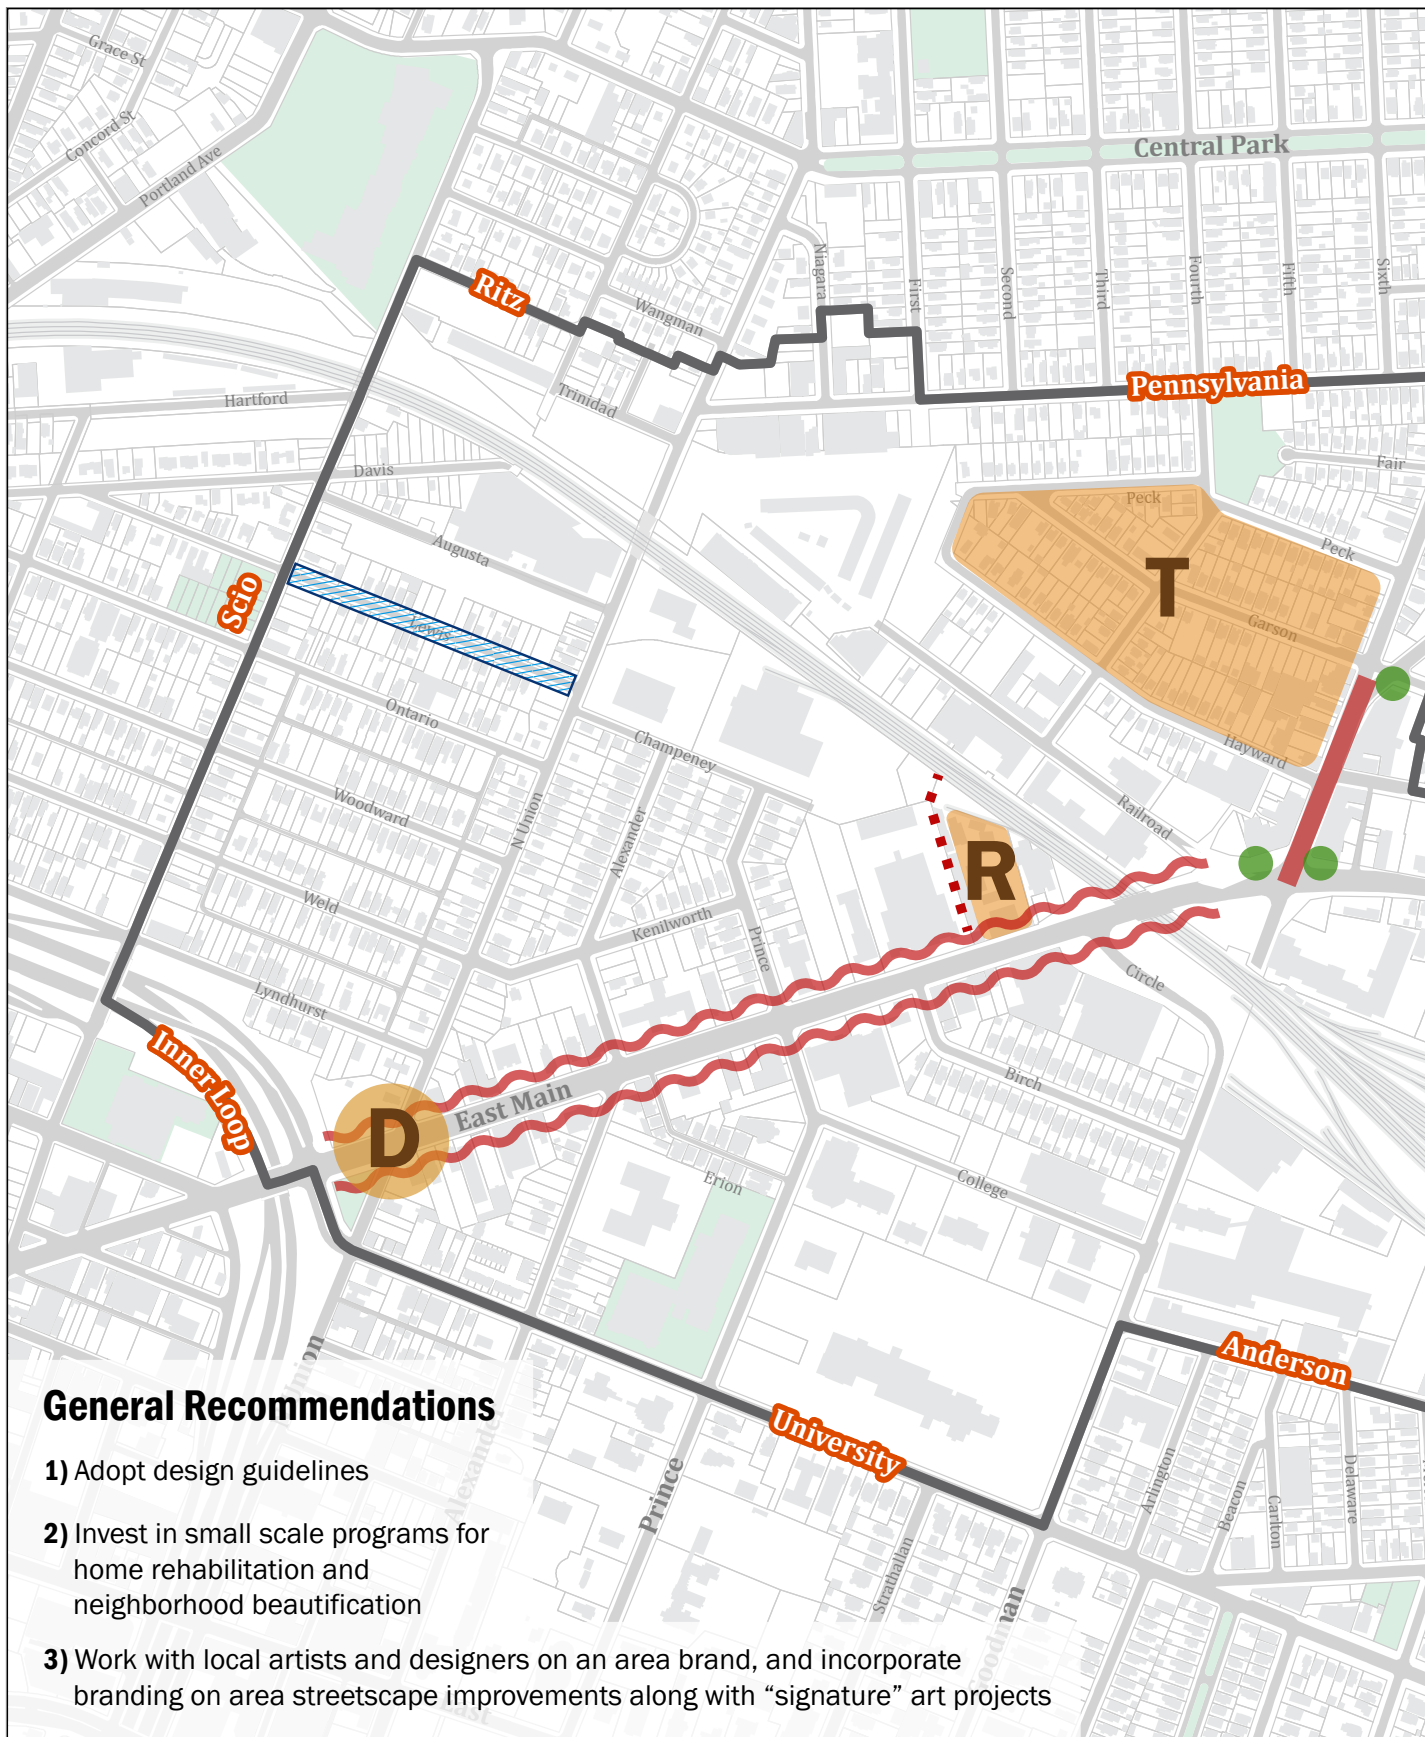 Grace St
Concord St
Portland Ave
Central Park
Niagara
First
Second
Third
Fourth
Fifth
Sixth
Ritz
Wangman
Trinidad
Pennsylvania
Hartford
Davis
Fair
Peck
Peck
Augusta
T
Scio
Lewis
Garson
Ontario
Champeney
Hayward
Woodward
N Union
Alexander
Railroad
R
Weld
Kenilworth
Prince
Circle
Lyndhurst
Inner Loop
Birch
East Main
D
Erion
College
Anderson
University
Union
Prince
Alexander
Strathallan
Goodman
Arlington
Beacon
Carlton
Delaware
East
General Recommendations
1) Adopt design guidelines
2) Invest in small scale programs for
home rehabilitation and
neighborhood beautification
3) Work with local artists and designers on an area brand, and incorporate
branding on area streetscape improvements along with “signature” art projects